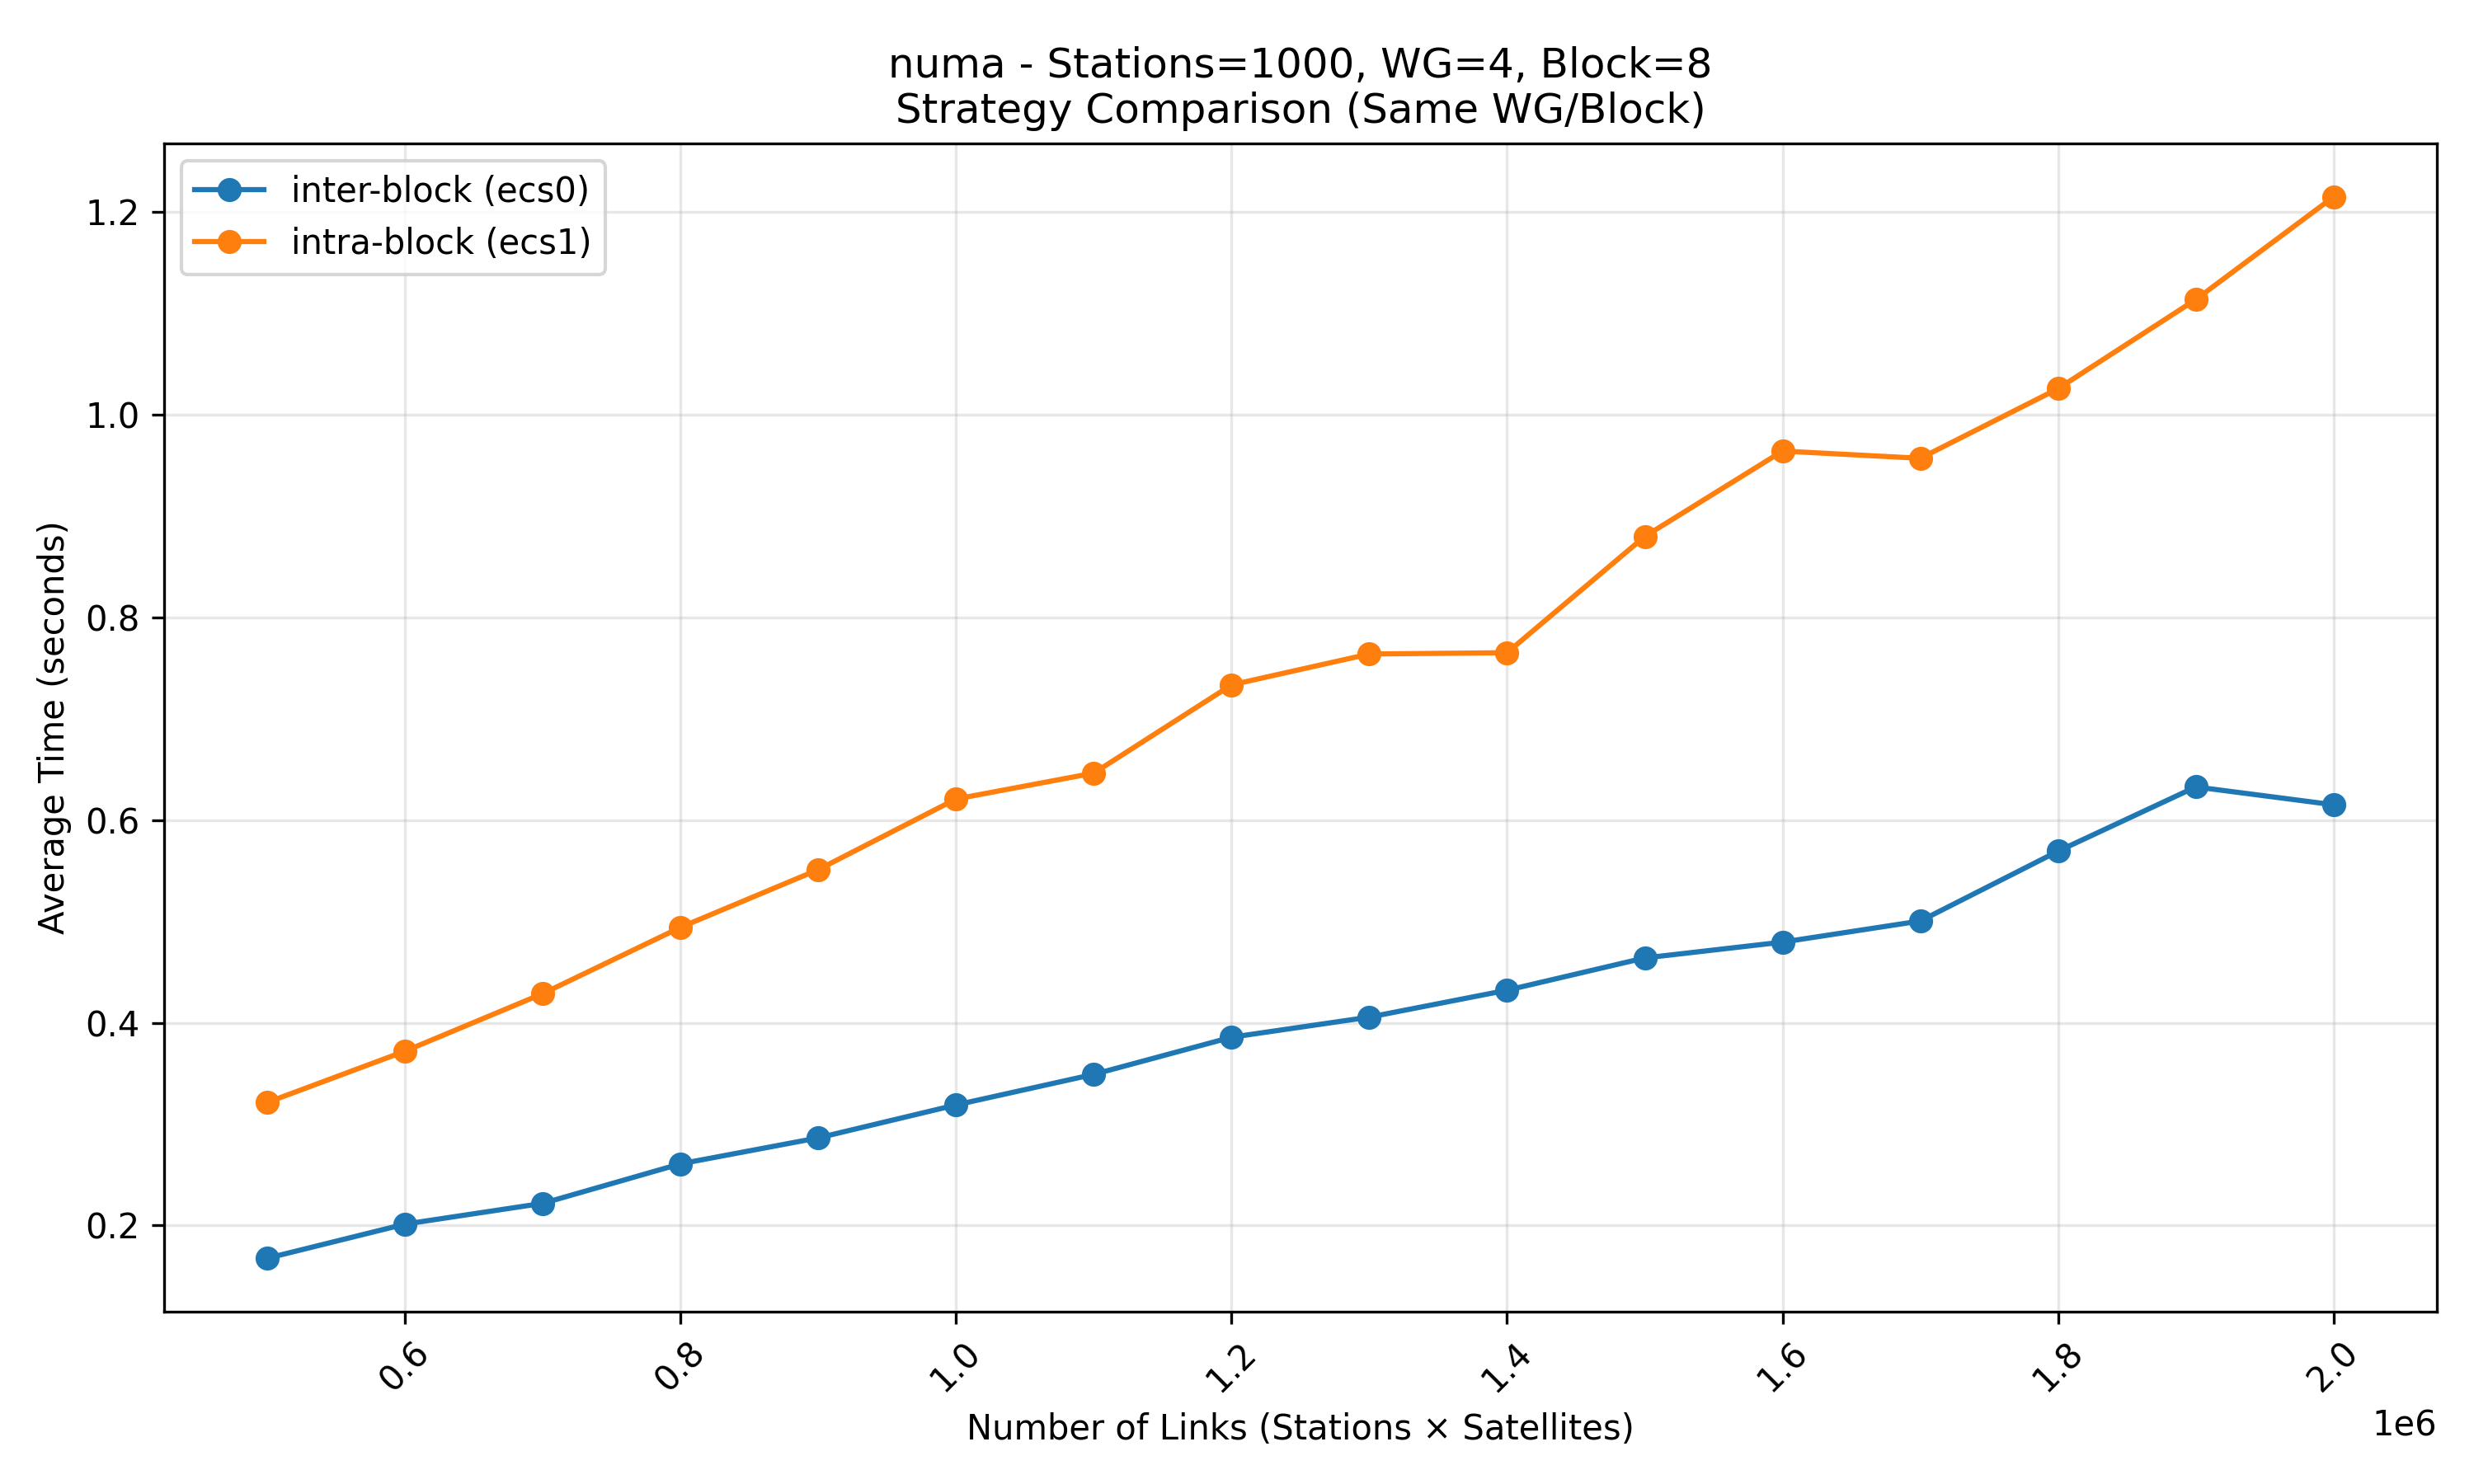 numa - Stations=1000, WG=4, Block=8
Strategy Comparison (Same WG/Block)
inter-block (ecs0)
intra-block (ecs1)
Average Time (seconds)
1.2
1.0
0.8
0.6
0.4
0.2
0.6
0.8
1.0
1.2
1.4
1.6
1.8
2.0
1e6
Number of Links (Stations × Satellites)